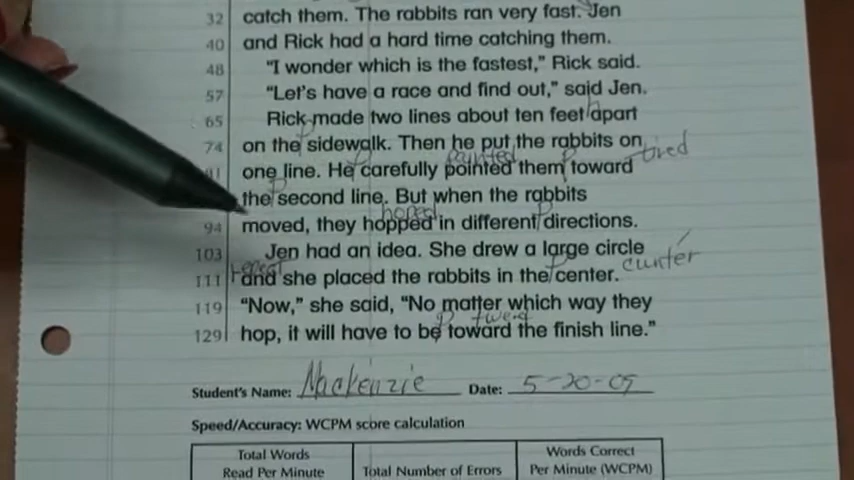 32 catch them. The rabbits ran very fast. Jen
40 and Rick had a hard time catching them.
48 "I wonder which is the fastest," Rick said.
57 "Let's have a race and find out," said Jen.
65 Rick made two lines about ten feet apart
74 on the sidewalk. Then he put the rabbits on
painted tored
one line. He carefully pointed them toward
the second line. But when the rabbits
hoped
94 moved, they hopped in different directions.
103 Jen had an idea. She drew a large circle
repeat cunter
111 and she placed the rabbits in the center.
119 "Now," she said, "No matter which way they
twerd
129 hop, it will have to be toward the finish line."
Student's Name: Mackenzie Date: 5-20-05
Speed/Accuracy: WCPM score calculation
Total Words Read Per Minute
Total Number of Errors
Words Correct Per Minute (WCPM)